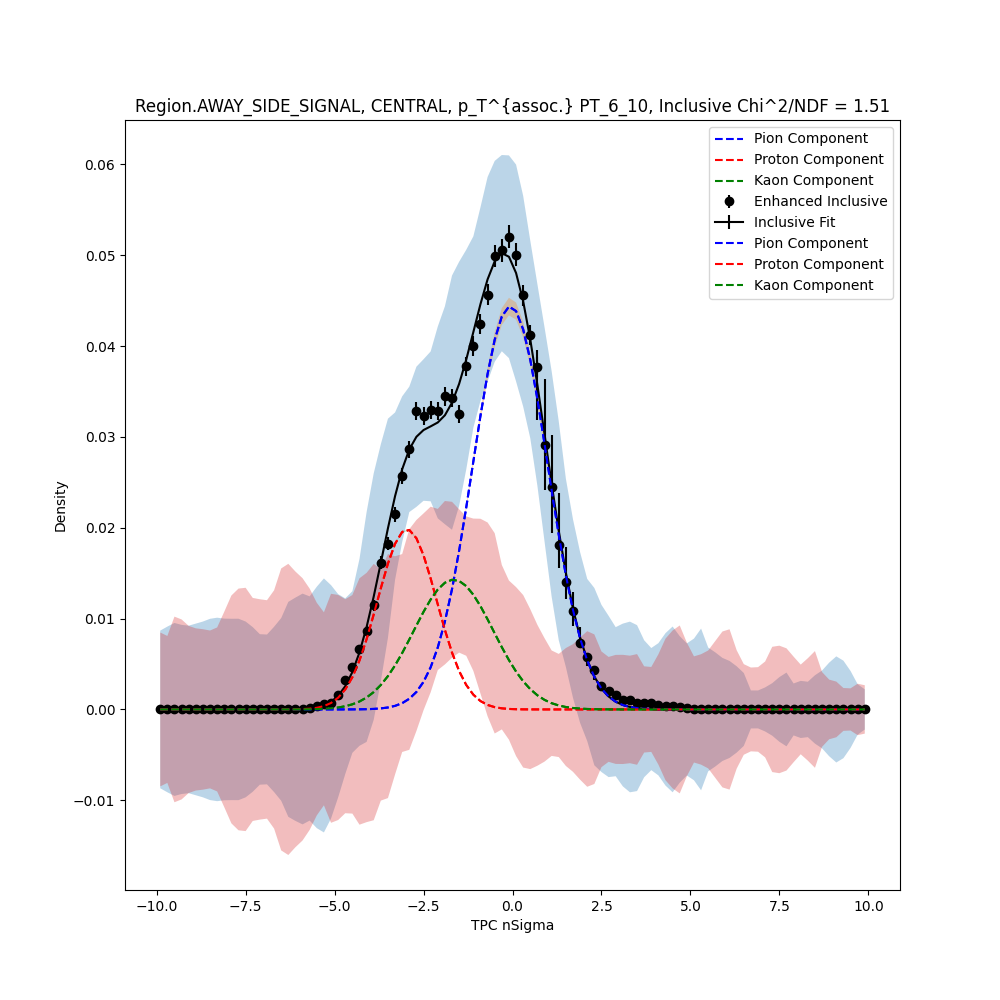 Region.AWAY_SIDE_SIGNAL, CENTRAL, p_T^{assoc.} PT_6_10, Inclusive Chi^2/NDF = 1.51
Pion Component
Proton Component
Kaon Component
Enhanced Inclusive
Inclusive Fit
Pion Component
Proton Component
Kaon Component
0.06
0.05
0.04
0.03
0.02
0.01
0.00
−0.01
Density
−10.0 −7.5 −5.0 −2.5 0.0 2.5 5.0 7.5 10.0
TPC nSigma